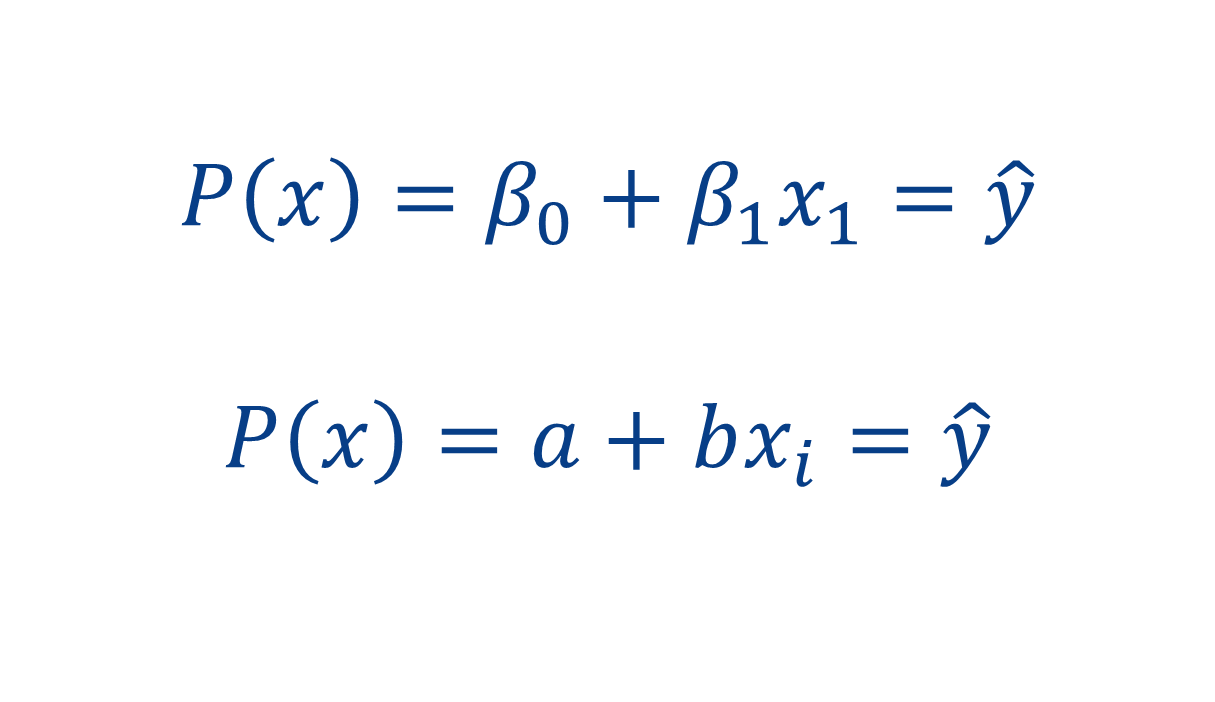 P(x) = β₀ + β₁x₁ = ŷ
P(x) = a + bxᵢ = ŷ